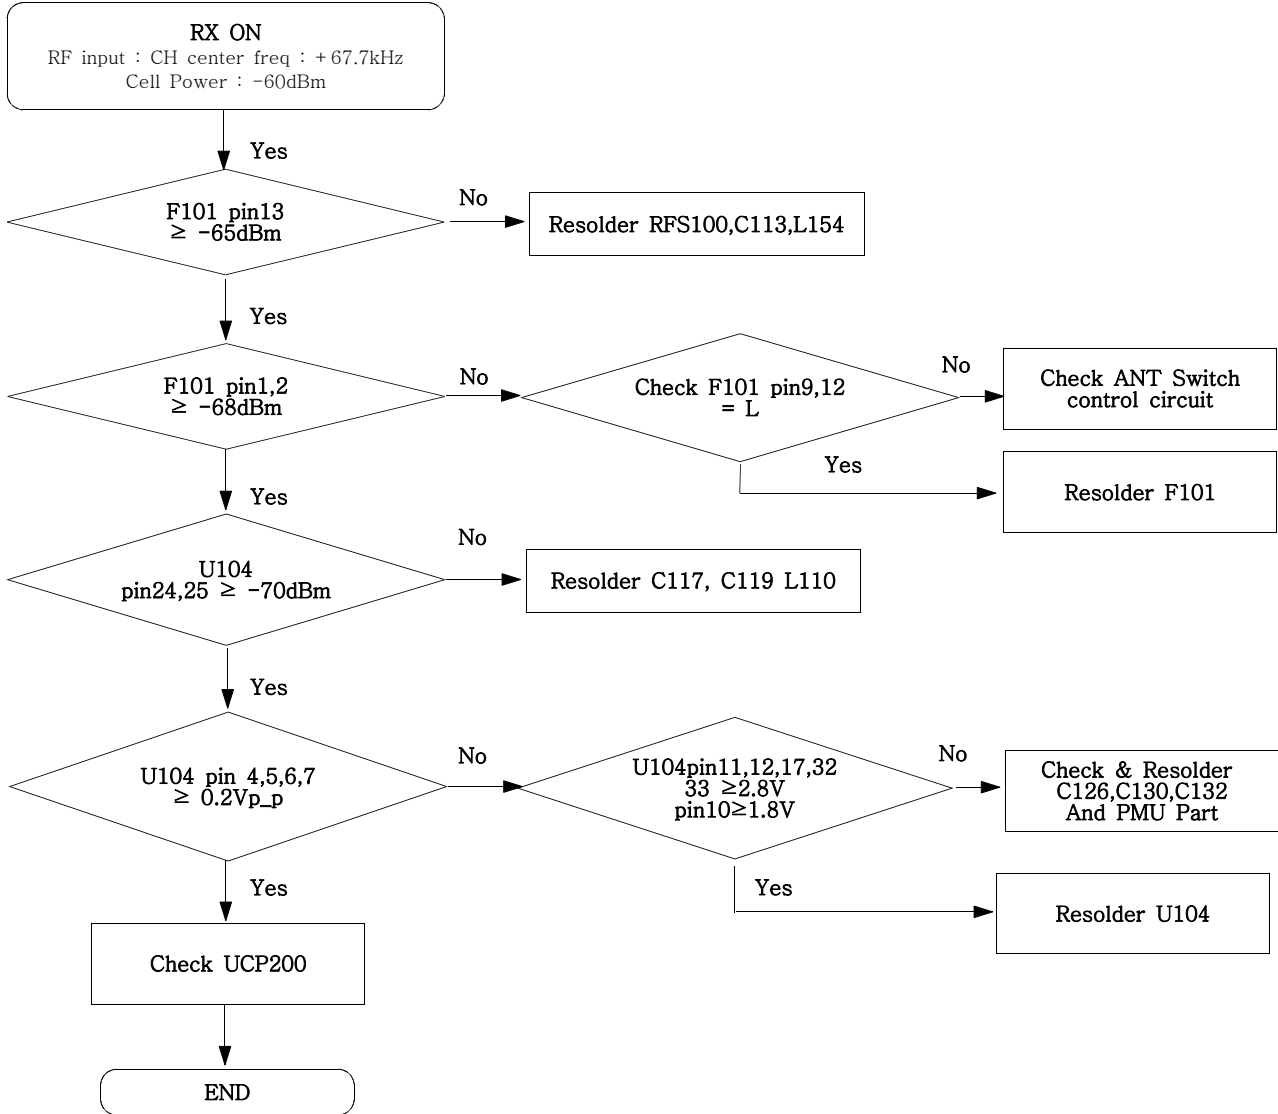 RX ON
RF input : CH center freq : +67.7kHz
Cell Power : -60dBm
Yes
F101 pin13
≥ -65dBm
No
Resolder RFS100,C113,L154
Yes
F101 pin1,2
≥ -68dBm
No
Check F101 pin9,12
= L
No
Check ANT Switch
control circuit
Yes
Resolder F101
Yes
U104
pin24,25 ≥ -70dBm
No
Resolder C117, C119 L110
Yes
U104 pin 4,5,6,7
≥ 0.2Vp_p
No
U104pin11,12,17,32
33 ≥2.8V
pin10≥1.8V
No
Check & Resolder
C126,C130,C132
And PMU Part
Yes
Resolder U104
Yes
Check UCP200
END